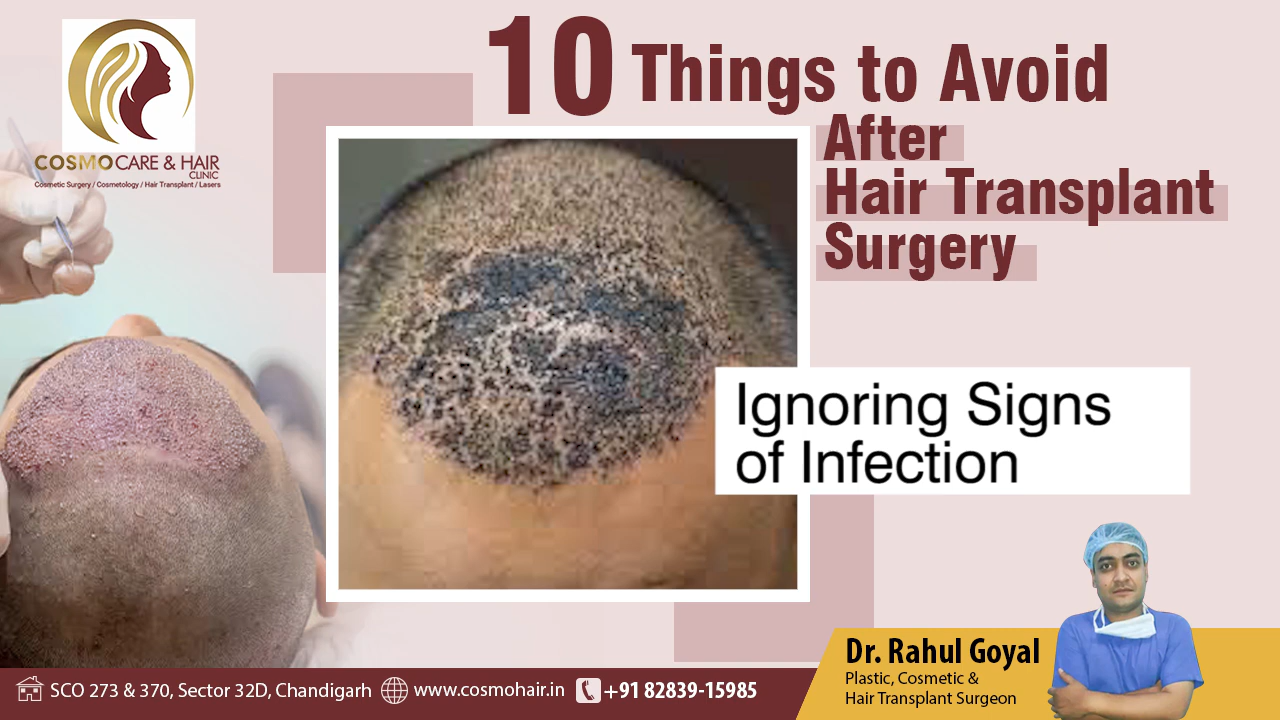 COSMOCARE & HAIR
CLINIC
Cosmetic Surgery / Cosmetology / Hair Transplant / Lasers
10 Things to Avoid
After
Hair Transplant
Surgery
Ignoring Signs
of Infection
Dr. Rahul Goyal
Plastic, Cosmetic &
Hair Transplant Surgeon
SCO 273 & 370, Sector 32D, Chandigarh www.cosmohair.in +91 82839-15985